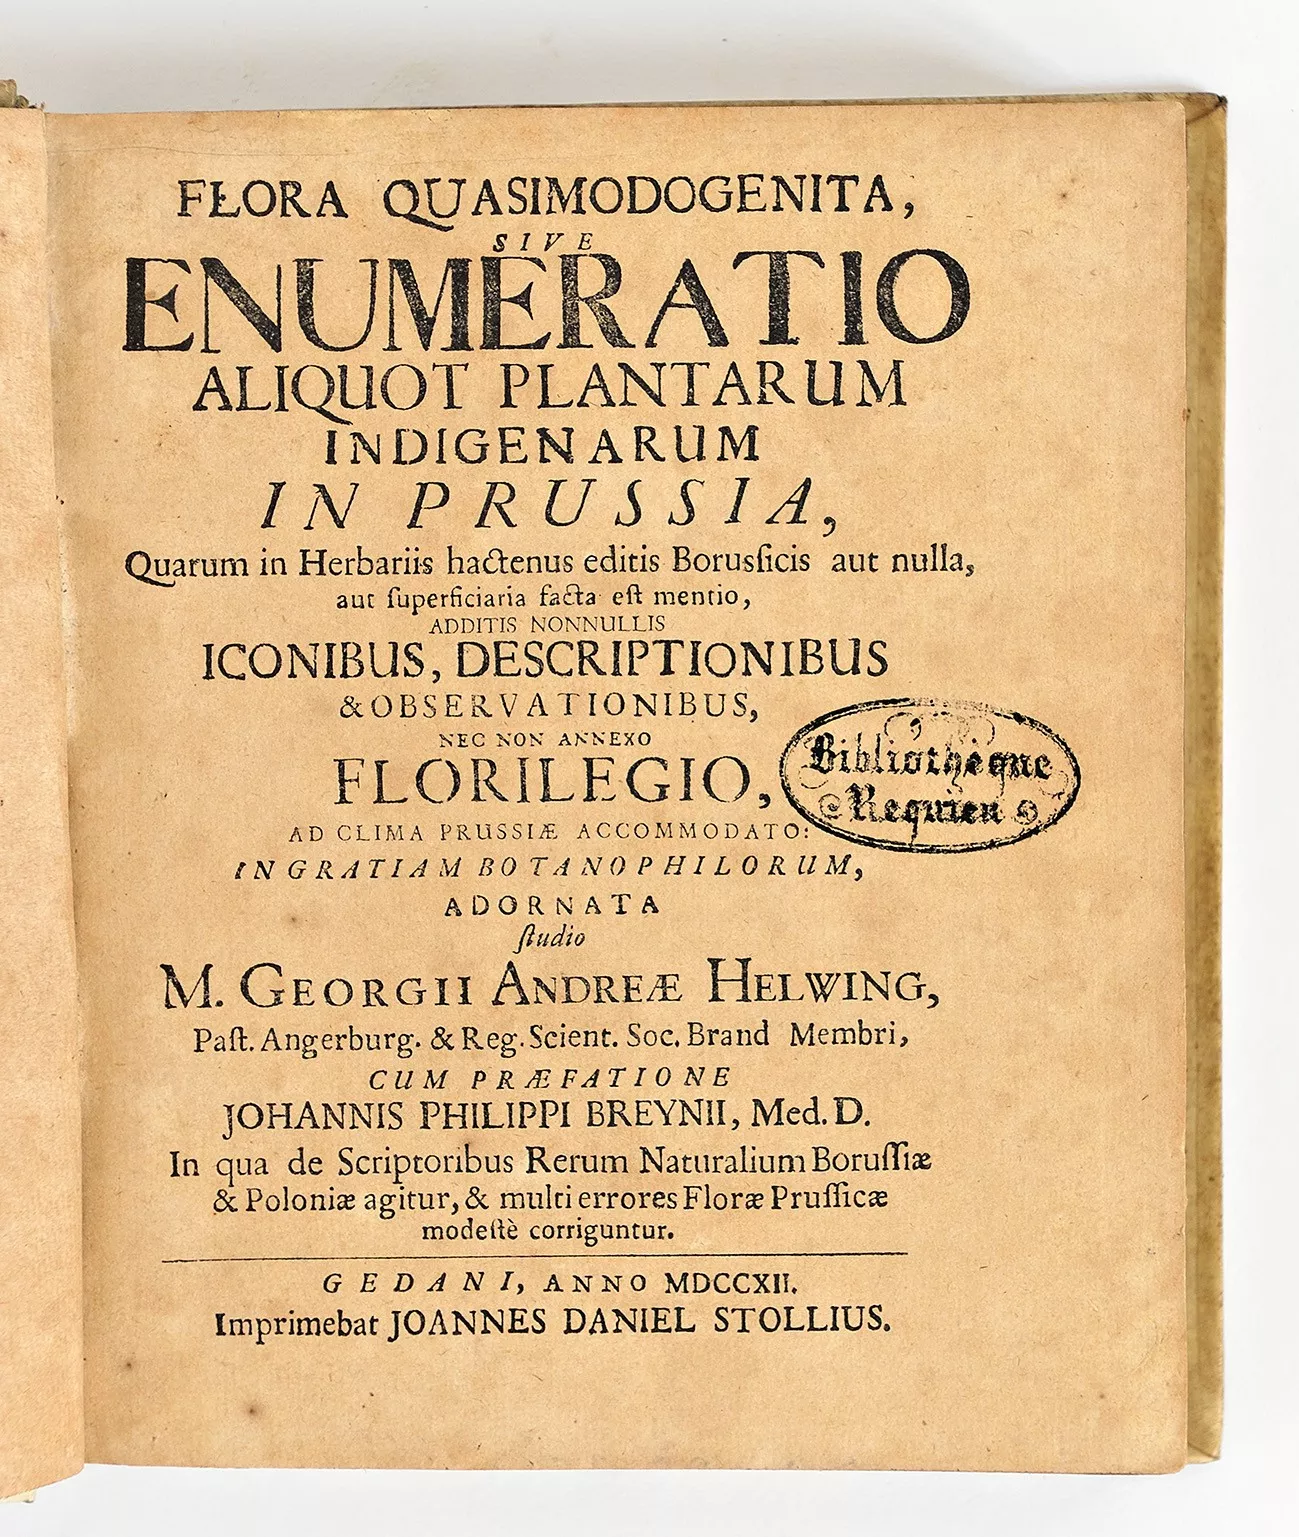 FLORA QUASIMODOGENITA,
SIVE
ENUMERATIO
ALIQUOT PLANTARUM
INDIGENARUM
IN PRUSSIA,
Quarum in Herbariis hactenus editis Borusſicis aut nulla,
aut ſuperficiaria facta eſt mentio,
ADDITIS NONNULLIS
ICONIBUS, DESCRIPTIONIBUS
& OBSERVATIONIBUS,
NEC NON ANNEXO
FLORILEGIO,
AD CLIMA PRUSSIÆ ACCOMMODATO:
IN GRATIAM BOTANOPHILORUM,
ADORNATA
ſtudio
M. GEORGII ANDREÆ HELWING,
Paſt. Angerburg. & Reg. Scient. Soc. Brand Membri,
CUM PRÆFATIONE
JOHANNIS PHILIPPI BREYNII, Med. D.
In qua de Scriptoribus Rerum Naturalium Boruſſiæ
& Poloniæ agitur, & multi errores Floræ Pruſſicæ
modeſtè corriguntur.
GEDANI, ANNO MDCCXII.
Imprimebat JOANNES DANIEL STOLLIUS.
Bibliothèque
Requien